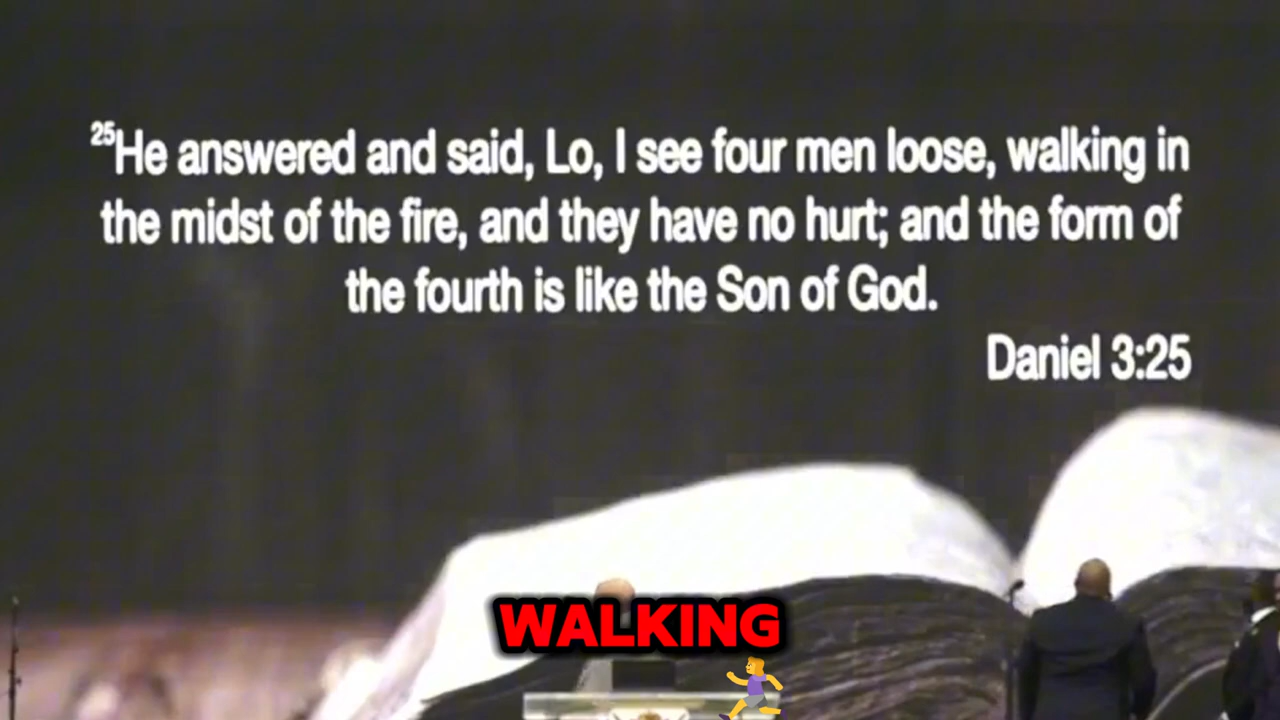 ²⁵He answered and said, Lo, I see four men loose, walking in
the midst of the fire, and they have no hurt; and the form of
the fourth is like the Son of God.
Daniel 3:25
WALKING